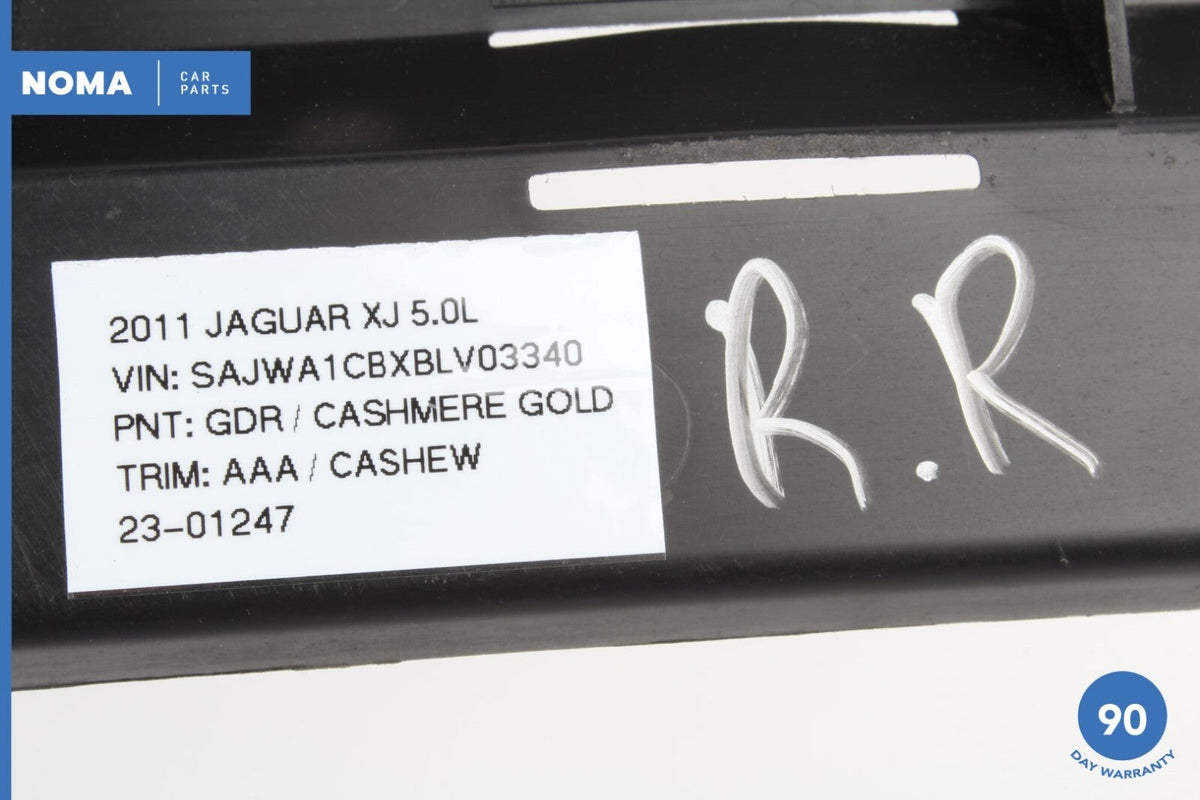 NOMA
CAR
PARTS
2011 JAGUAR XJ 5.0L
VIN: SAJWA1CBXBLV03340
PNT: GDR / CASHMERE GOLD
TRIM: AAA / CASHEW
23-01247
R.R
90
DAY WARRANTY